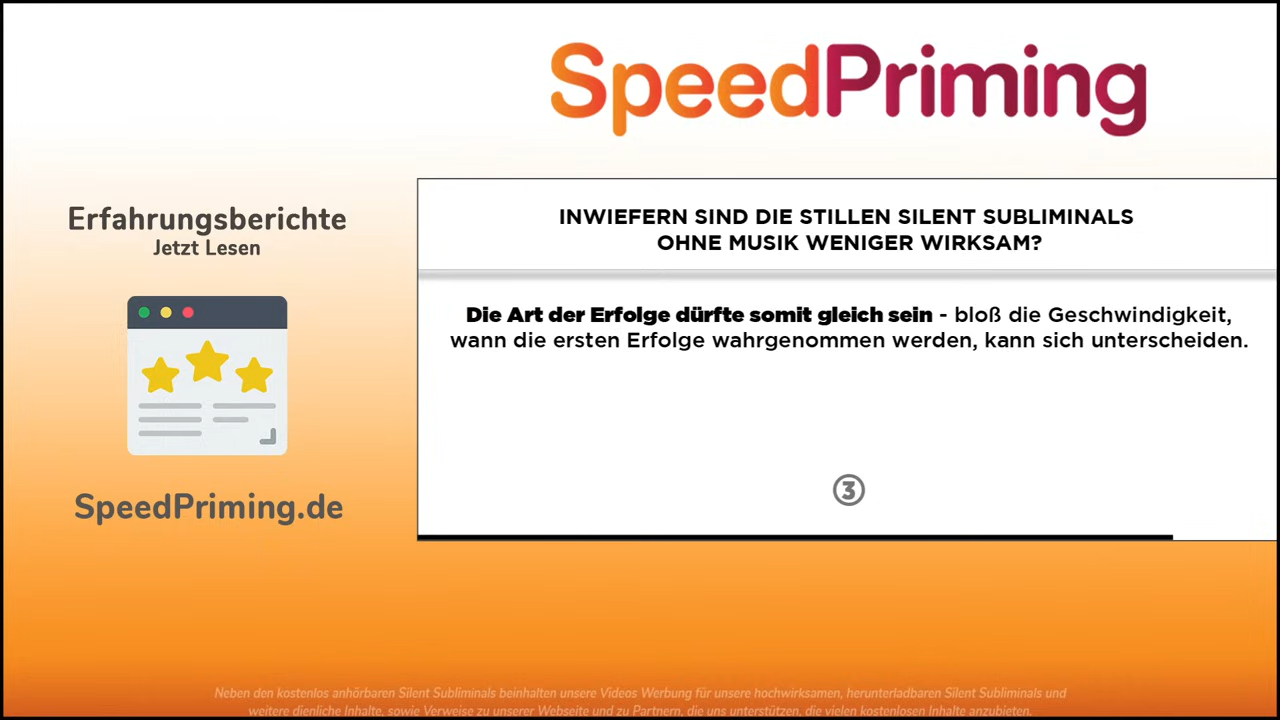 SpeedPriming
Erfahrungsberichte
Jetzt Lesen
SpeedPriming.de
INWIEFERN SIND DIE STILLEN SILENT SUBLIMINALS
OHNE MUSIK WENIGER WIRKSAM?
Die Art der Erfolge dürfte somit gleich sein - bloß die Geschwindigkeit,
wann die ersten Erfolge wahrgenommen werden, kann sich unterscheiden.
3
Neben den kostenlos anhörbaren Silent Subliminals beinhalten unsere Videos Werbung für unsere hochwirksamen, herunterladbaren Silent Subliminals und
weitere dienliche Inhalte, sowie Verweise zu unserer Webseite und zu Partnern, die uns unterstützen, die vielen kostenlosen Inhalte anzubieten.